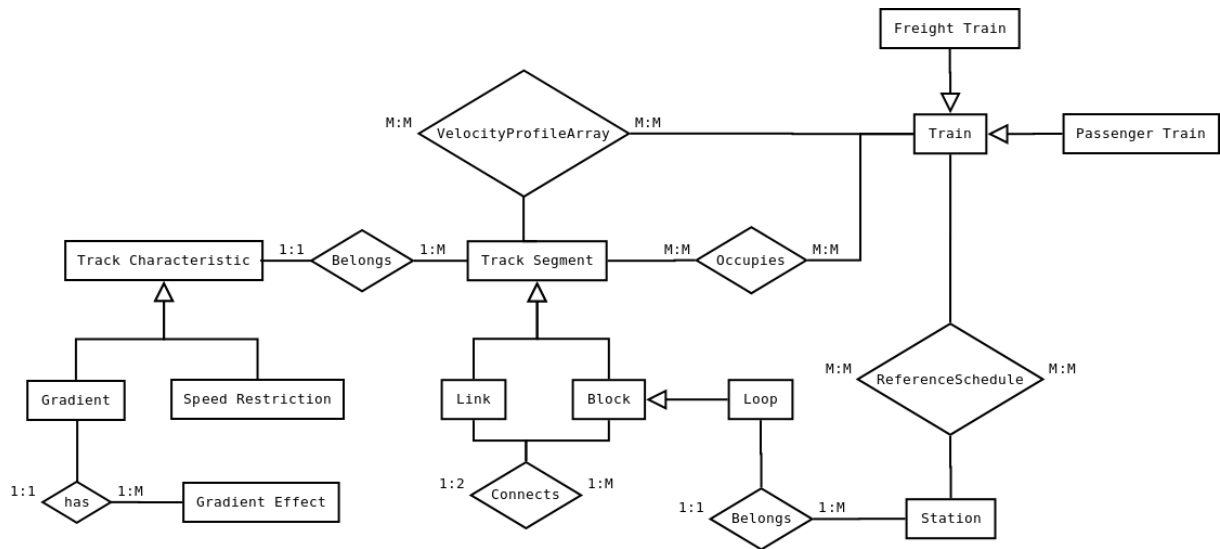 Freight Train
M:M
VelocityProfileArray
M:M
Train
Passenger Train
Track Characteristic
1:1
Belongs
1:M
Track Segment
M:M
Occupies
M:M
Gradient
Speed Restriction
Link
Block
Loop
M:M
ReferenceSchedule
M:M
1:1
has
1:M
Gradient Effect
1:2
Connects
1:M
1:1
Belongs
1:M
Station